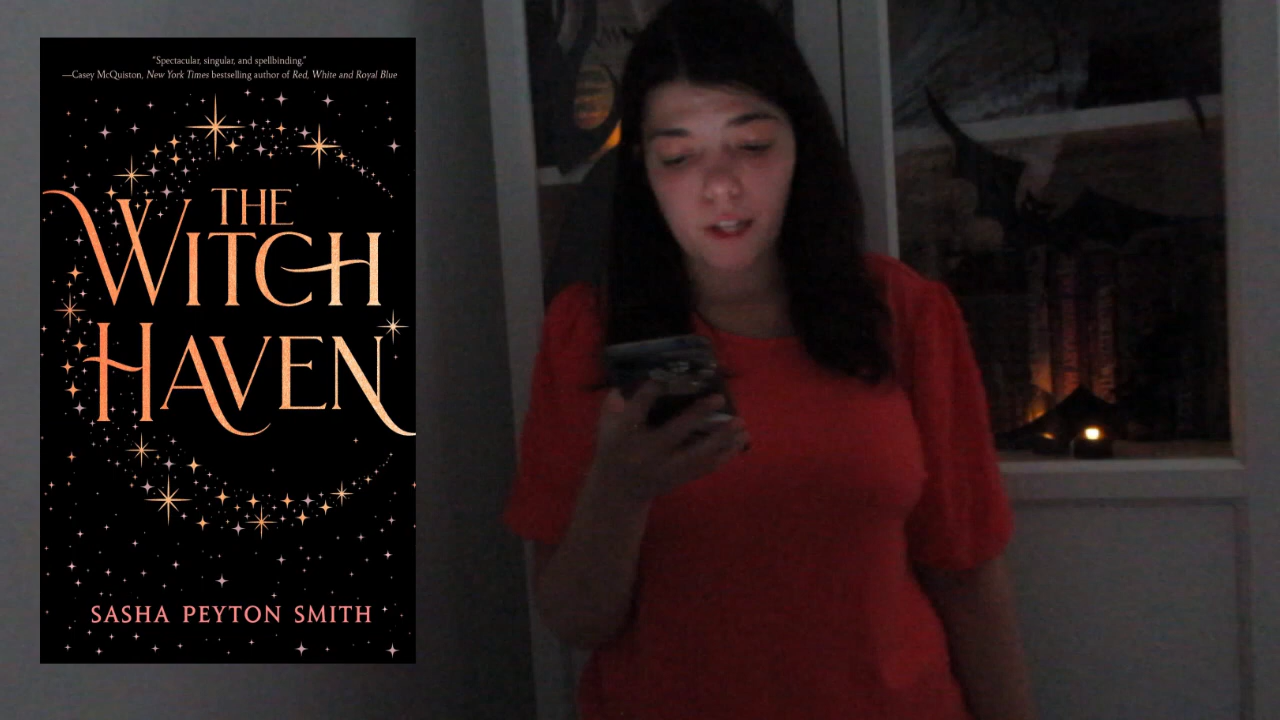 "Spectacular, singular, and spellbinding."
—Casey McQuiston, New York Times bestselling author of Red, White and Royal Blue
THE
WITCH
HAVEN
SASHA PEYTON SMITH